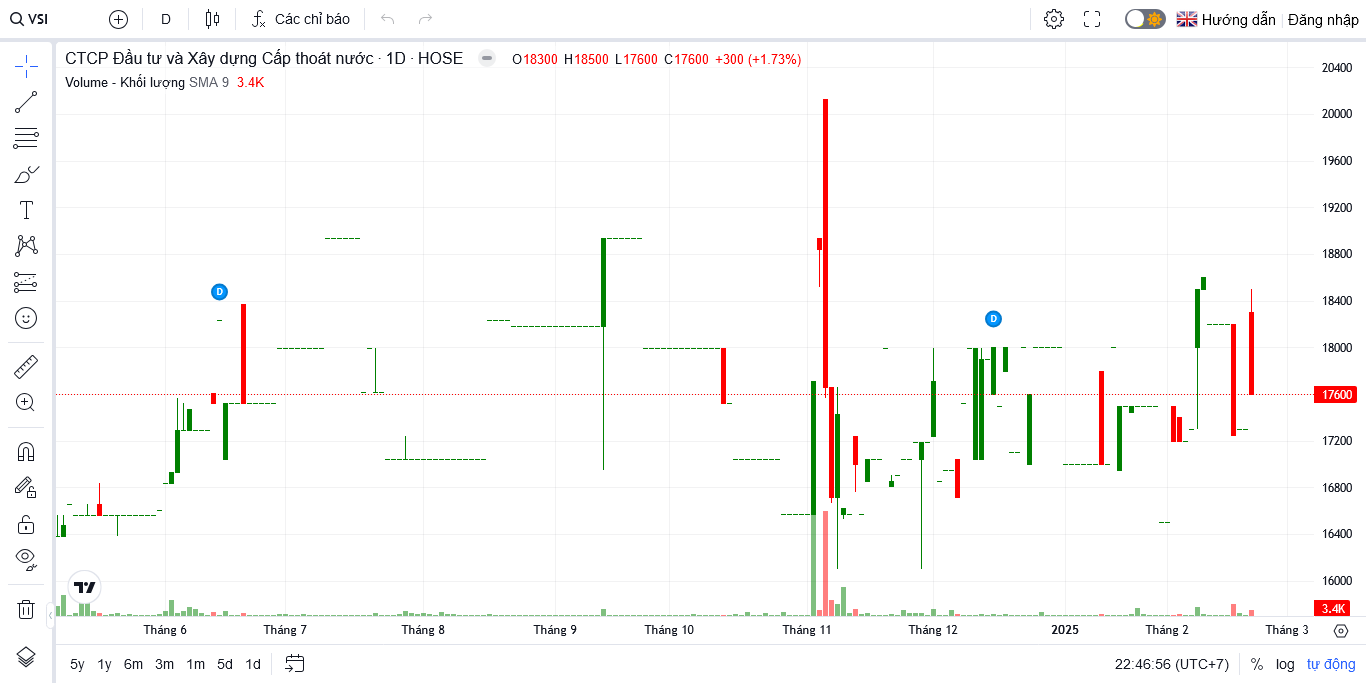 VSI D Các chỉ báo Hướng dẫn Đăng nhập
CTCP Đầu tư và Xây dựng Cấp thoát nước · 1D · HOSE O18300 H18500 L17600 C17600 +300 (+1.73%)
Volume - Khối lượng SMA 9 3.4K
20400
20000
19600
19200
18800
18400
18000
17600
17200
16800
16400
16000
3.4K
D
D
Tháng 6 Tháng 7 Tháng 8 Tháng 9 Tháng 10 Tháng 11 Tháng 12 2025 Tháng 2 Tháng 3
5y 1y 6m 3m 1m 5d 1d 22:46:56 (UTC+7) % log tự động